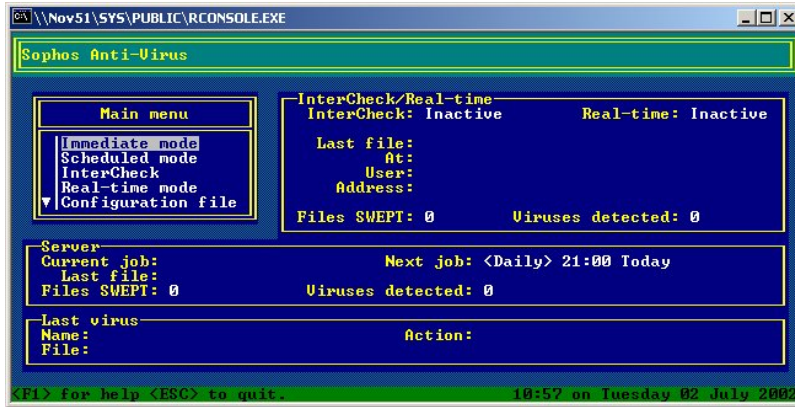 \\Nov51\SYS\PUBLIC\RCONSOLE.EXE
Sophos Anti-Virus
Main menu
Immediate mode
Scheduled mode
InterCheck
Real-time mode
Configuration file
InterCheck/Real-time
InterCheck: Inactive Real-time: Inactive
Last file:
At:
User:
Address:
Files SWEPT: 0 Viruses detected: 0
Server
Current job: Next job: <Daily> 21:00 Today
Last file:
Files SWEPT: 0 Viruses detected: 0
Last virus
Name: Action:
File:
<F1> for help <ESC> to quit. 10:57 on Tuesday 02 July 2002